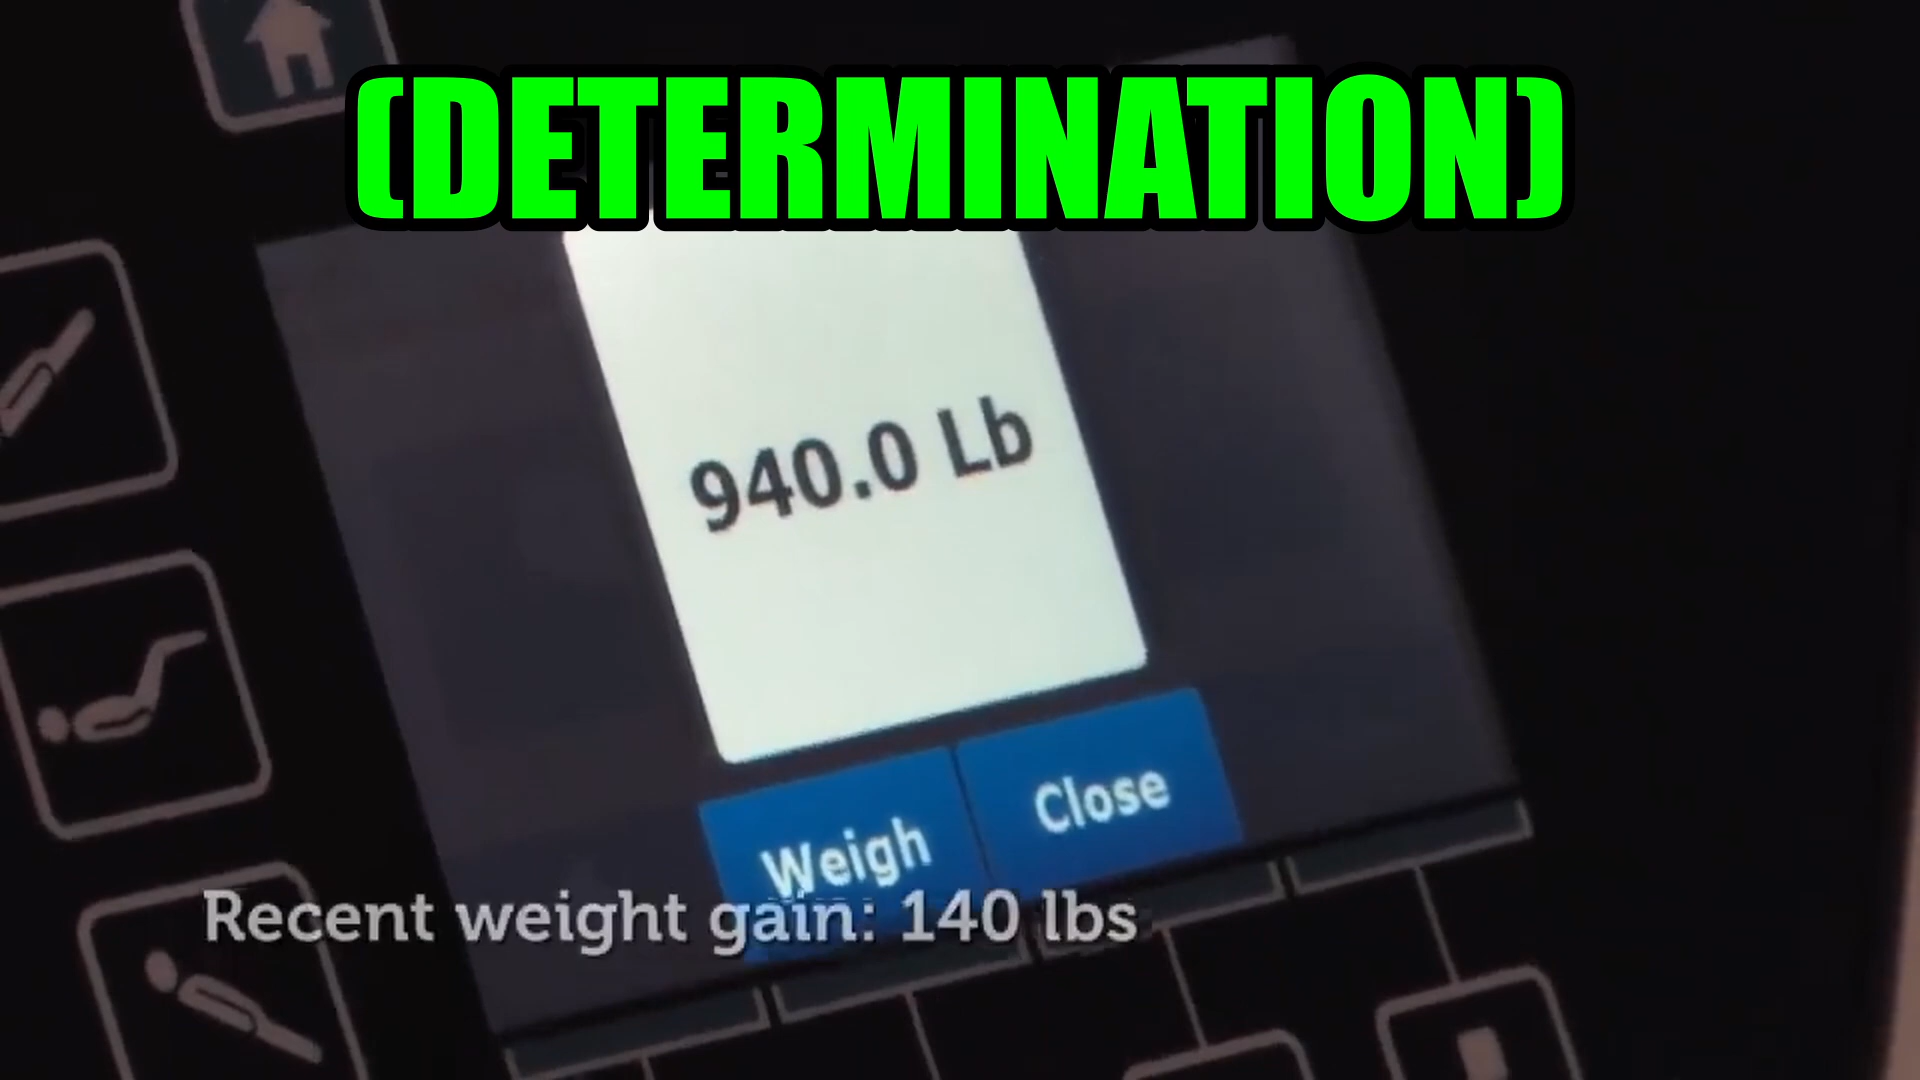 (DETERMINATION)
940.0 Lb
Weigh
Close
Recent weight gain: 140 lbs